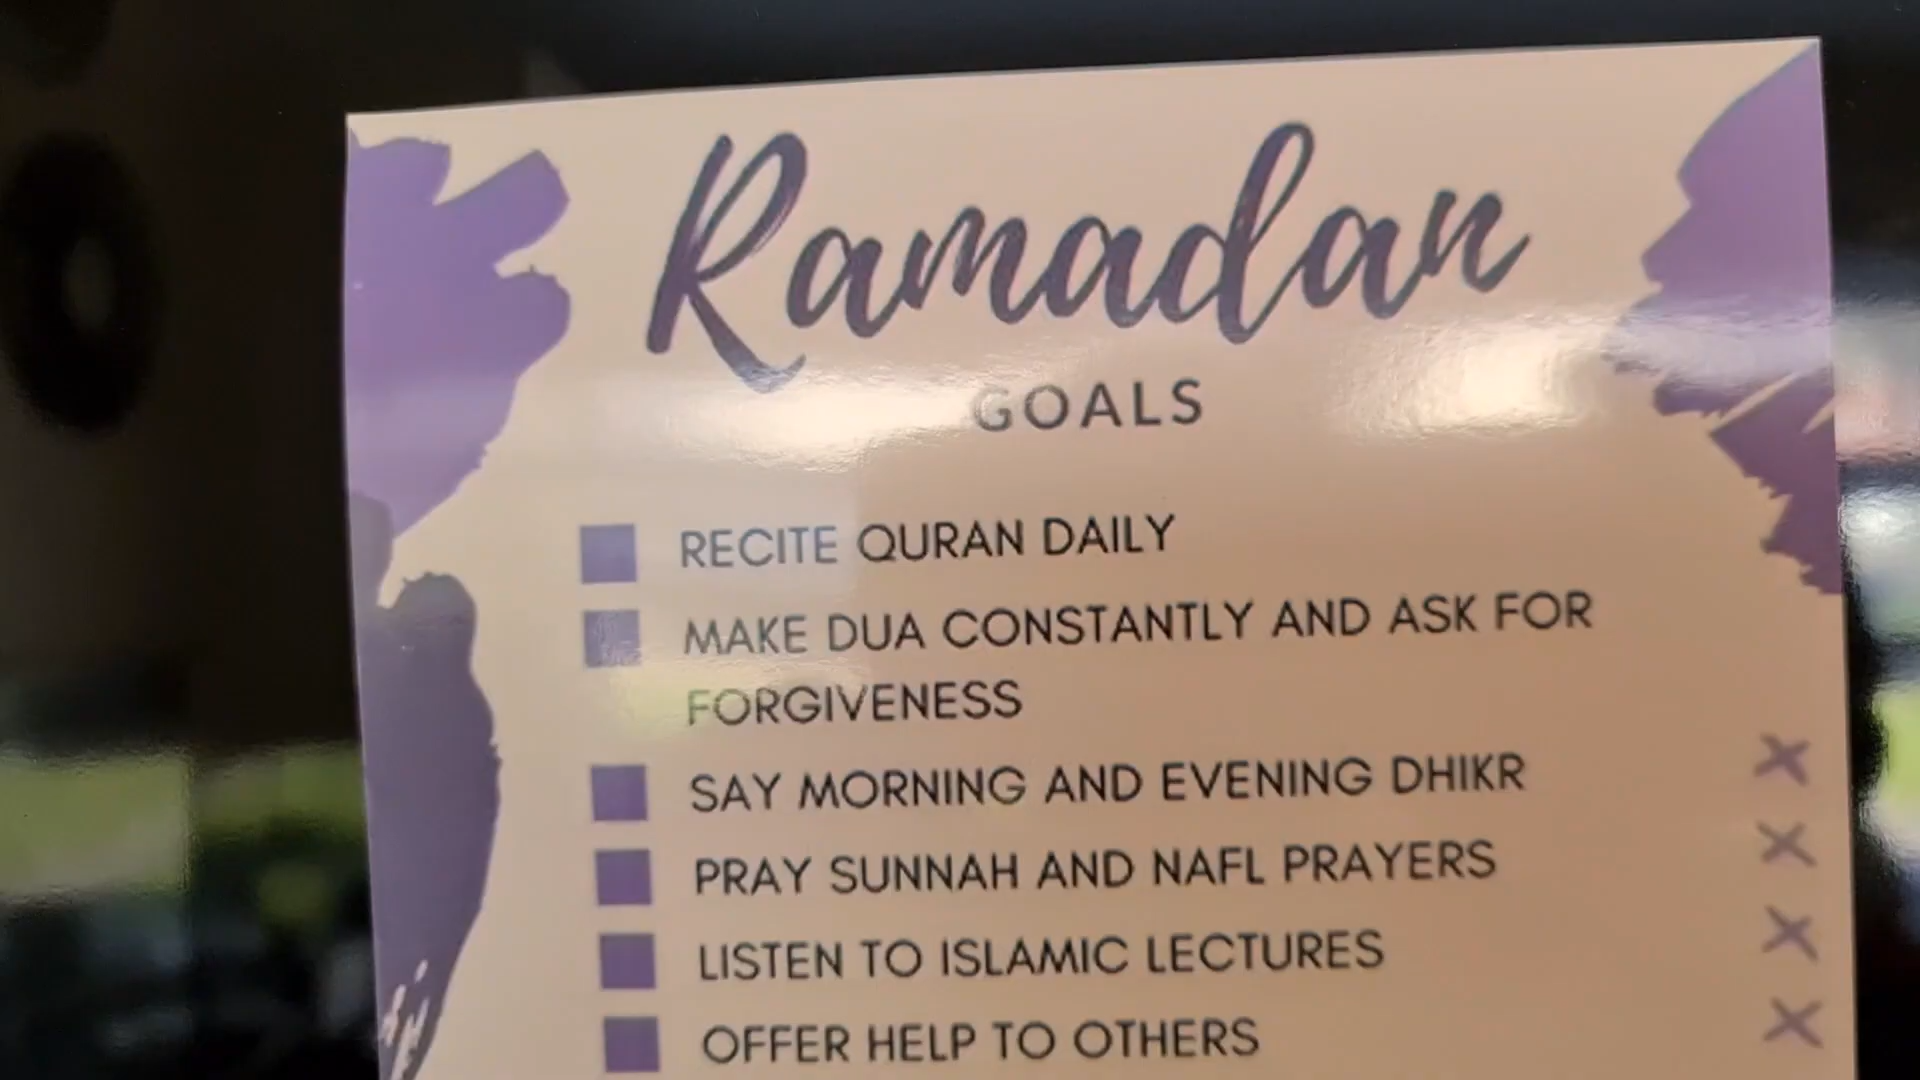 Ramadan
GOALS
RECITE QURAN DAILY
MAKE DUA CONSTANTLY AND ASK FOR
FORGIVENESS
SAY MORNING AND EVENING DHIKR
PRAY SUNNAH AND NAFL PRAYERS
LISTEN TO ISLAMIC LECTURES
OFFER HELP TO OTHERS